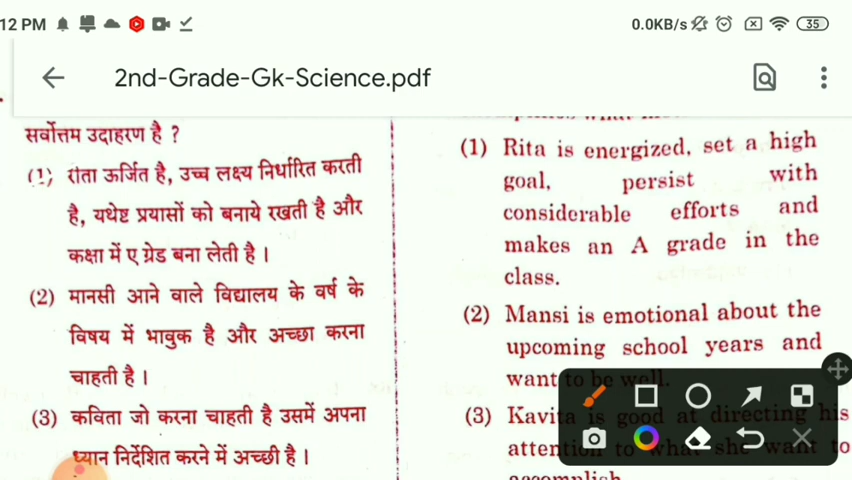 12 PM
0.0KB/s
35
2nd-Grade-Gk-Science.pdf
सर्वोत्तम उदाहरण है ?
(1) रीता ऊर्जित है, उच्च लक्ष्य निर्धारित करती
है, यथेष्ट प्रयासों को बनाये रखती है और
कक्षा में ए ग्रेड बना लेती है ।
(2) मानसी आने वाले विद्यालय के वर्ष के
विषय में भावुक है और अच्छा करना
चाहती है ।
(3) कविता जो करना चाहती है उसमें अपना
ध्यान निर्देशित करने में अच्छी है ।
(1) Rita is energized, set a high
goal, persist with
considerable efforts and
makes an A grade in the
class.
(2) Mansi is emotional about the
upcoming school years and
want to be well.
(3) Kavita is good at directing his
attention to what she want to
accomplish